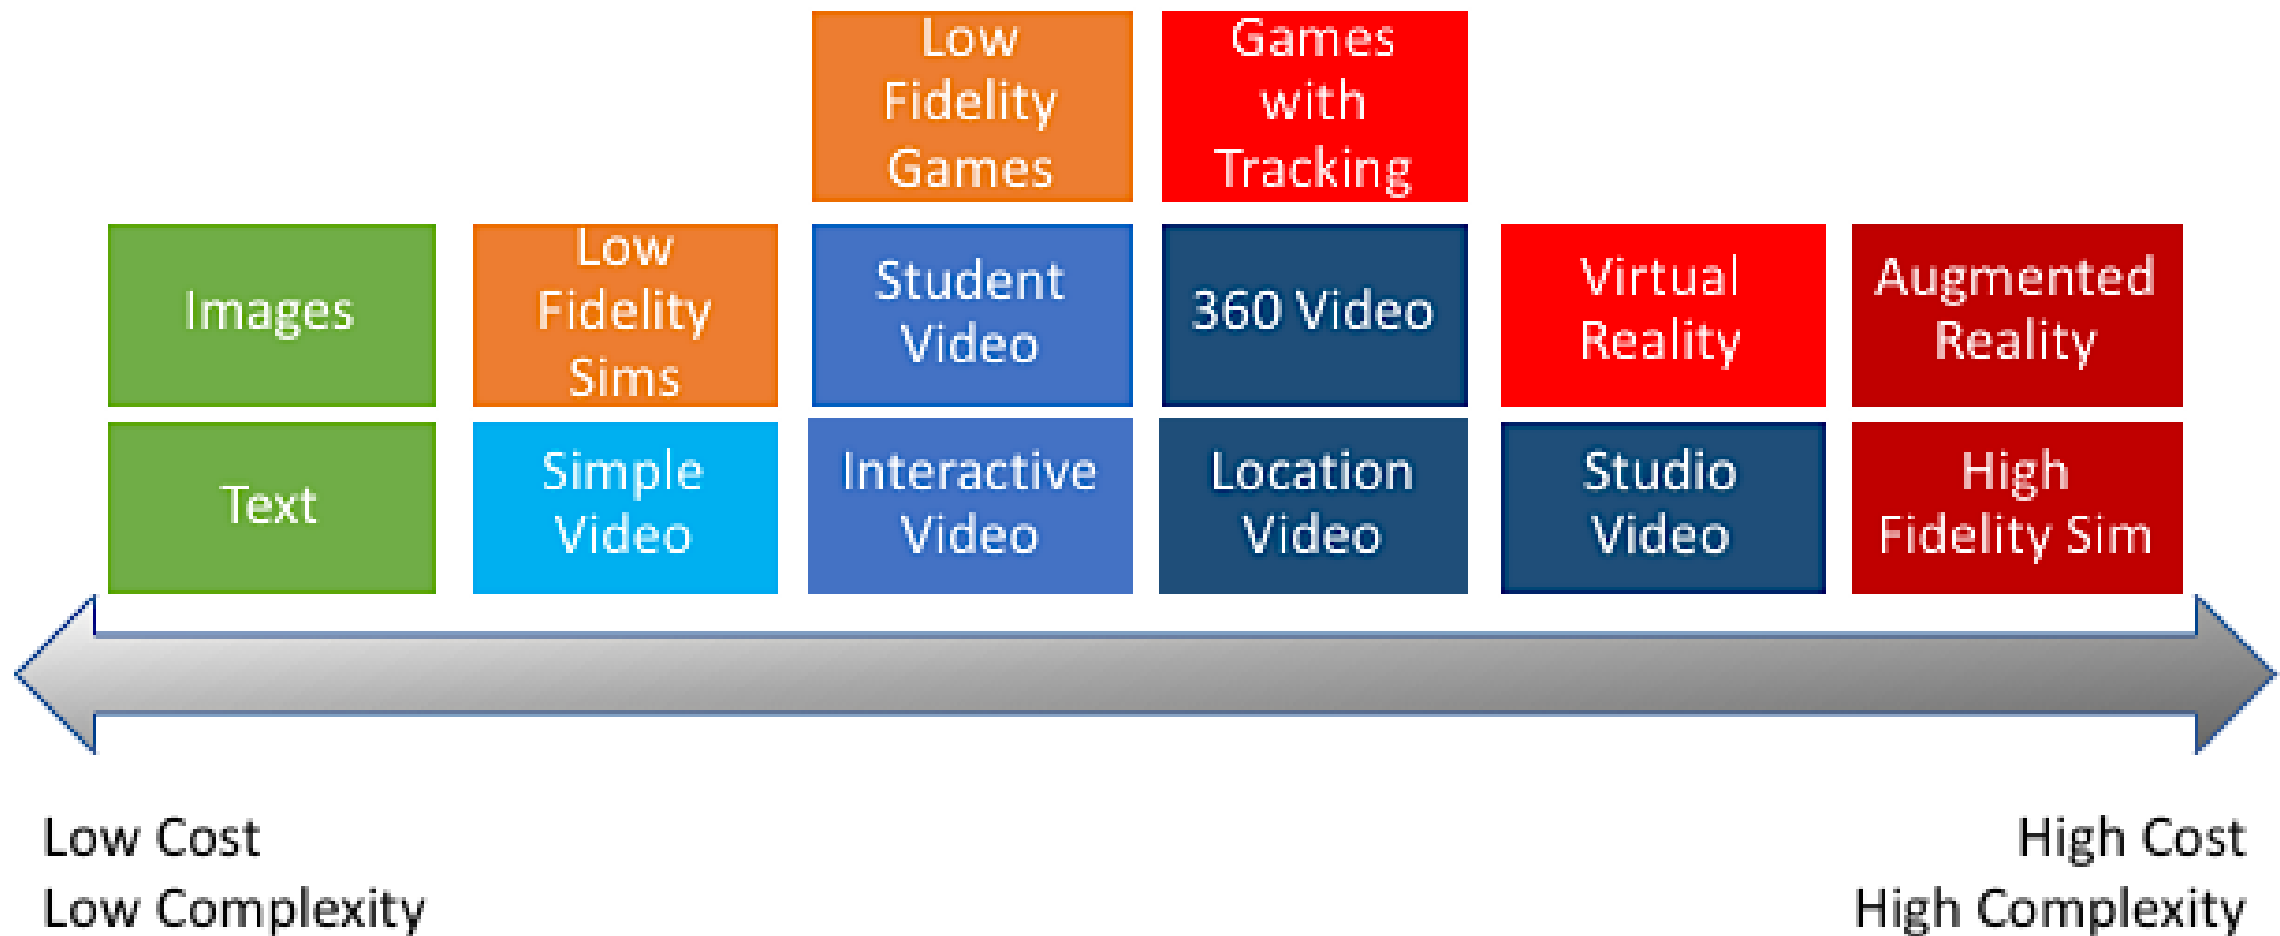 Low
Fidelity
Games
Games
with
Tracking
Images
Low
Fidelity
Sims
Student
Video
360 Video
Virtual
Reality
Augmented
Reality
Text
Simple
Video
Interactive
Video
Location
Video
Studio
Video
High
Fidelity Sim
Low Cost
Low Complexity
High Cost
High Complexity